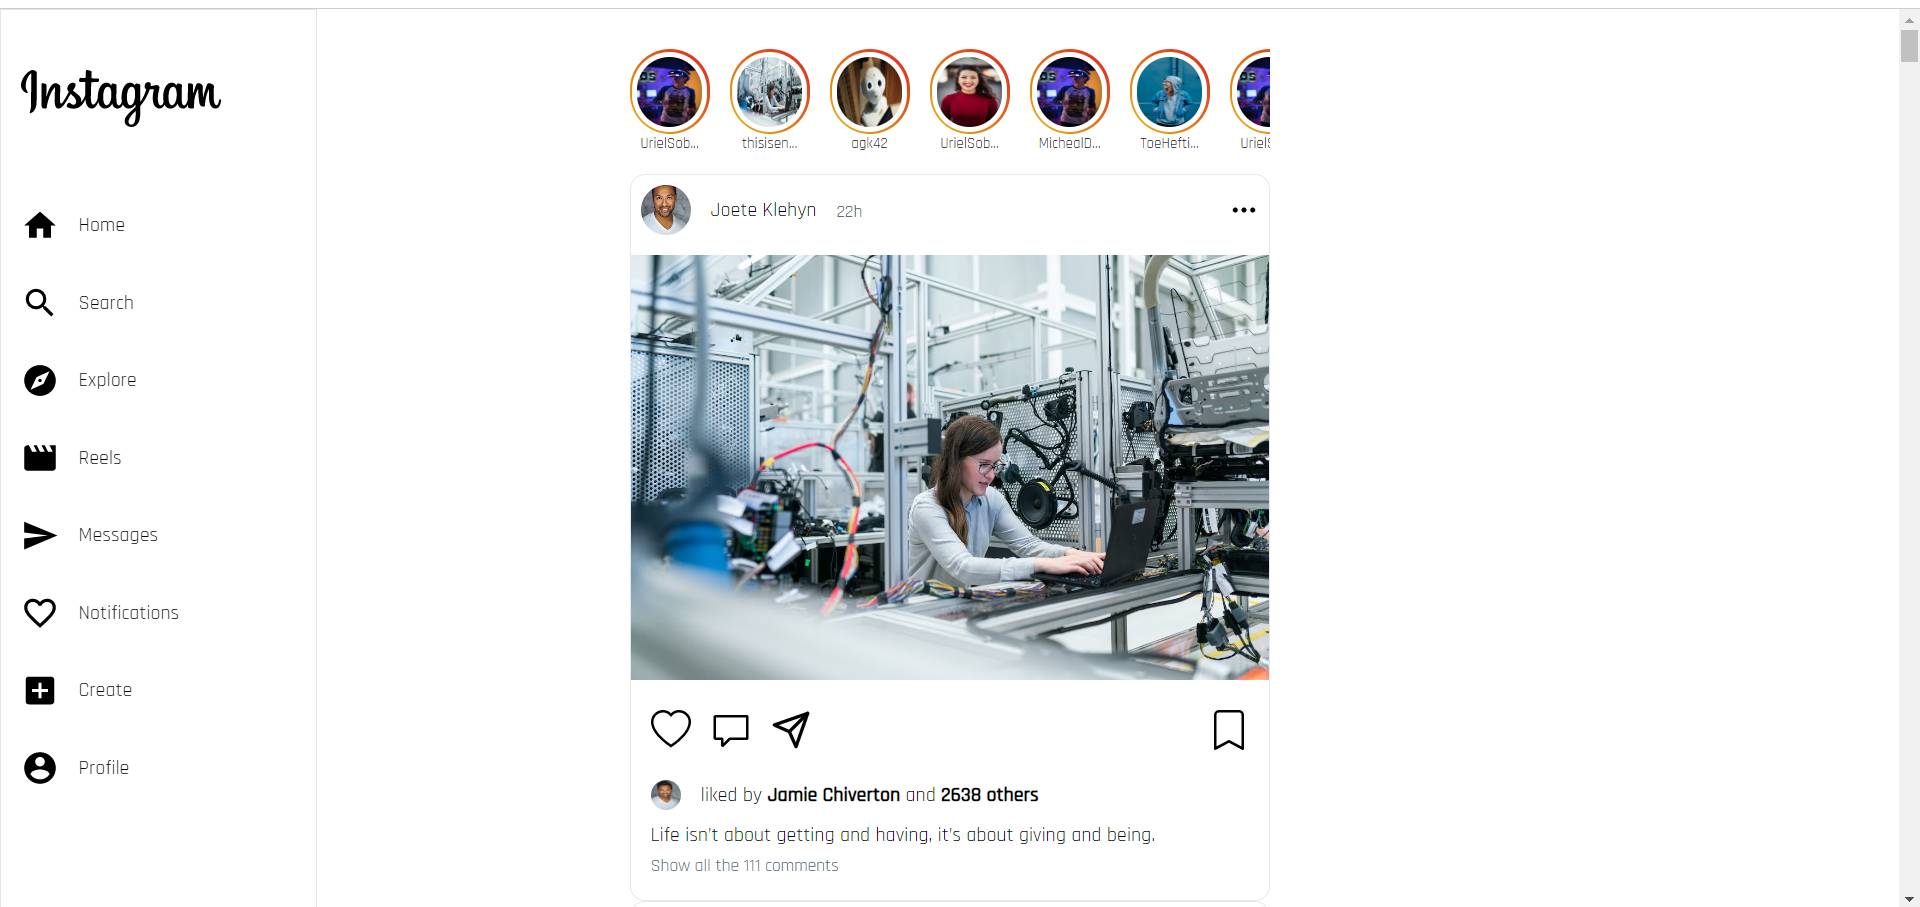 Instagram
Home
Search
Explore
Reels
Messages
Notifications
Create
Profile
UrielSob...
thisisen...
agk42
UrielSob...
MichealD...
ToeHefti...
Uriel
Joete Klehyn 22h
liked by Jamie Chiverton and 2638 others
Life isn't about getting and having, it's about giving and being.
Show all the 111 comments